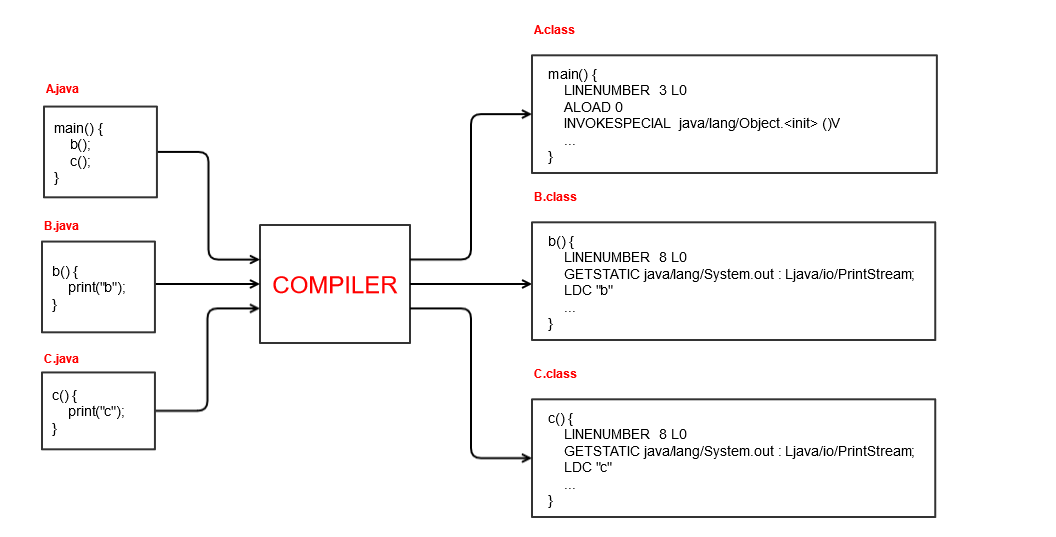 A.java
main() {
b();
c();
}
B.java
b() {
print("b");
}
C.java
c() {
print("c");
}
COMPILER
A.class
main() {
LINENUMBER 3 L0
ALOAD 0
INVOKESPECIAL java/lang/Object.<init> ()V
...
}
B.class
b() {
LINENUMBER 8 L0
GETSTATIC java/lang/System.out : Ljava/io/PrintStream;
LDC "b"
...
}
C.class
c() {
LINENUMBER 8 L0
GETSTATIC java/lang/System.out : Ljava/io/PrintStream;
LDC "c"
...
}